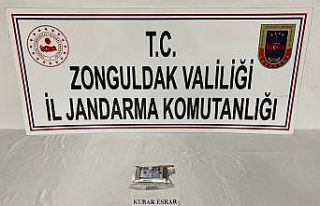 T.C.
ZONGULDAK VALİLİĞİ
İL JANDARMA KOMUTANLIĞI
KUBAR ESRAR